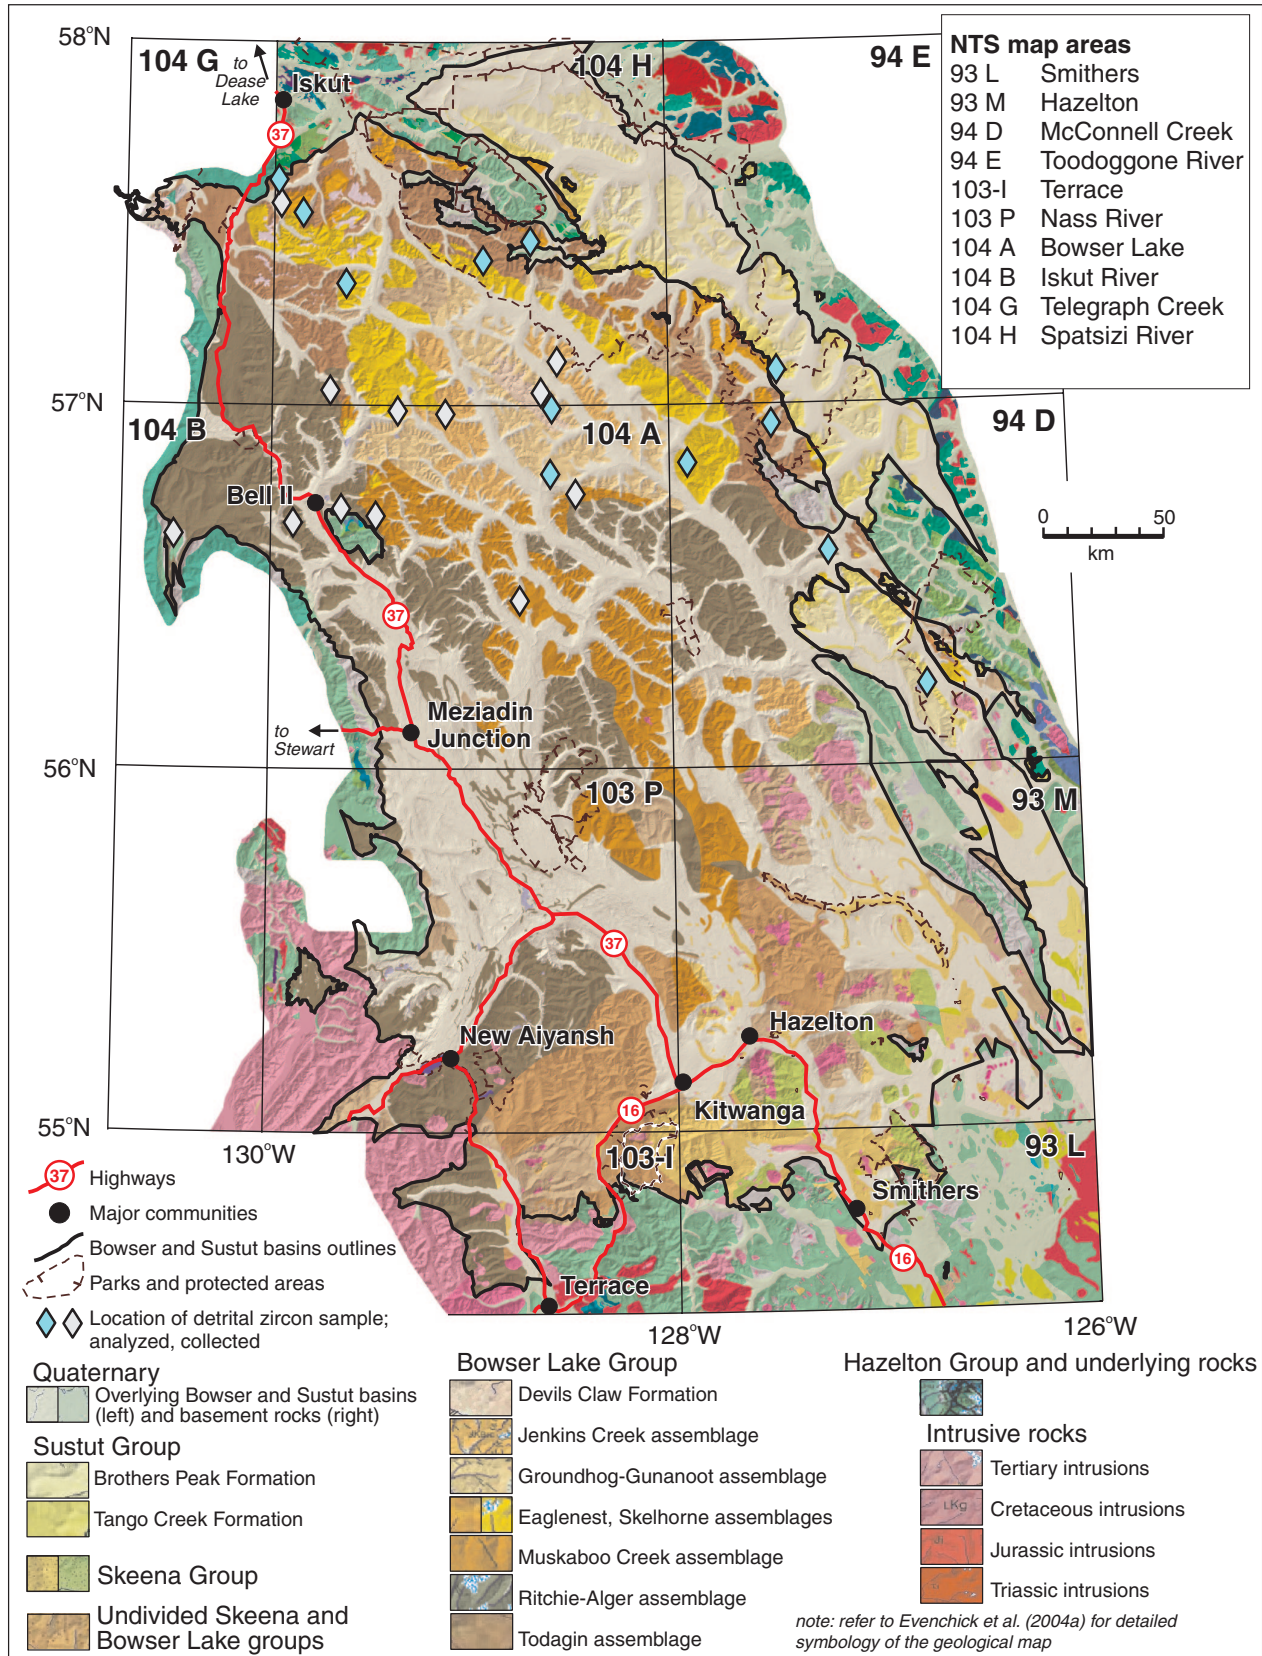 58°N
104 G
to
Dease
Lake
Iskut
104 H
94 E
NTS map areas
93 L Smithers
93 M Hazelton
94 D McConnell Creek
94 E Toodoggone River
103-I Terrace
103 P Nass River
104 A Bowser Lake
104 B Iskut River
104 G Telegraph Creek
104 H Spatsizi River
37
57°N
104 B
104 A
94 D
Bell II
0 50
km
37
to
Stewart
Meziadin
Junction
56°N
103 P
93 M
37
New Aiyansh
Hazelton
16
Kitwanga
55°N
130°W
103-I
93 L
Smithers
16
Terrace
128°W
126°W
37 Highways
Major communities
Bowser and Sustut basins outlines
Parks and protected areas
Location of detrital zircon sample;
analyzed, collected
Quaternary
Overlying Bowser and Sustut basins
(left) and basement rocks (right)
Sustut Group
Brothers Peak Formation
Tango Creek Formation
Skeena Group
Undivided Skeena and
Bowser Lake groups
Bowser Lake Group
Devils Claw Formation
Jenkins Creek assemblage
Groundhog-Gunanoot assemblage
Eaglenest, Skelhorne assemblages
Muskaboo Creek assemblage
Ritchie-Alger assemblage
Todagin assemblage
Hazelton Group and underlying rocks
Intrusive rocks
Tertiary intrusions
LKg
Cretaceous intrusions
Jurassic intrusions
Triassic intrusions
note: refer to Evenchick et al. (2004a) for detailed
symbology of the geological map